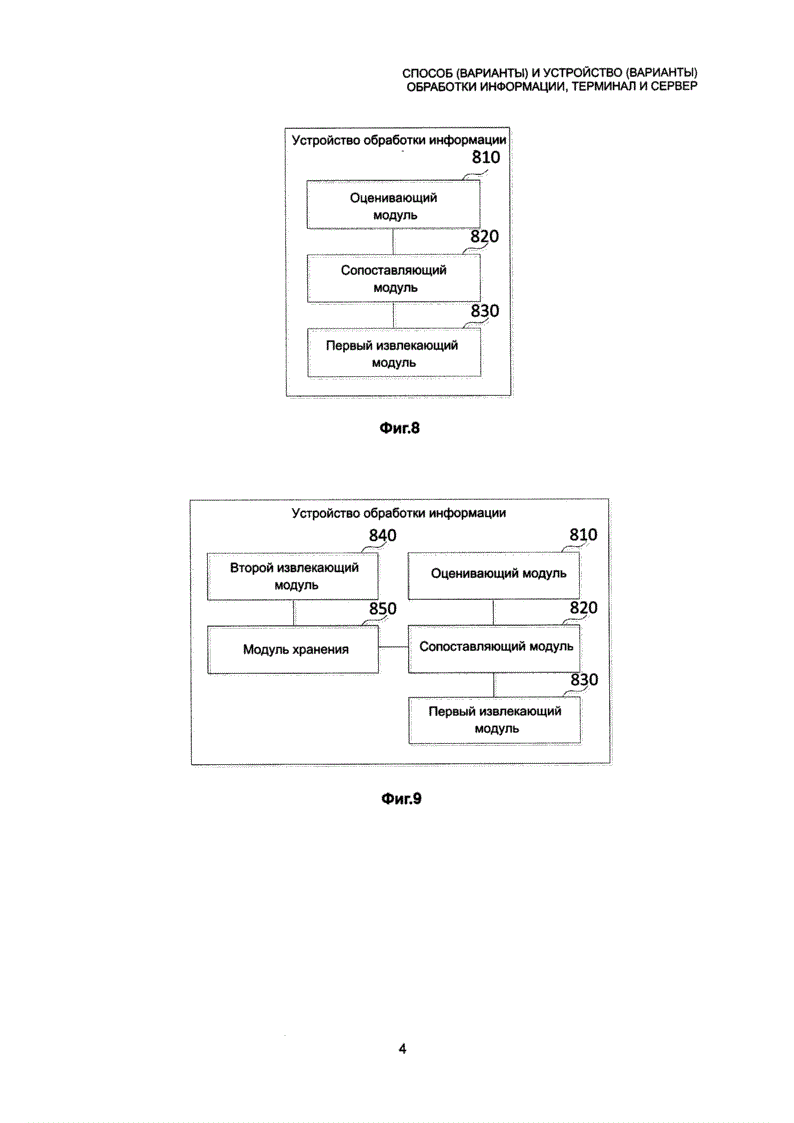 СПОСОБ (ВАРИАНТЫ) И УСТРОЙСТВО (ВАРИАНТЫ)
ОБРАБОТКИ ИНФОРМАЦИИ, ТЕРМИНАЛ И СЕРВЕР
Устройство обработки информации
810
Оценивающий
модуль
820
Сопоставляющий
модуль
830
Первый извлекающий
модуль
Фиг.8
Устройство обработки информации
840
Второй извлекающий
модуль
810
Оценивающий модуль
850
Модуль хранения
820
Сопоставляющий модуль
830
Первый извлекающий
модуль
Фиг.9
4